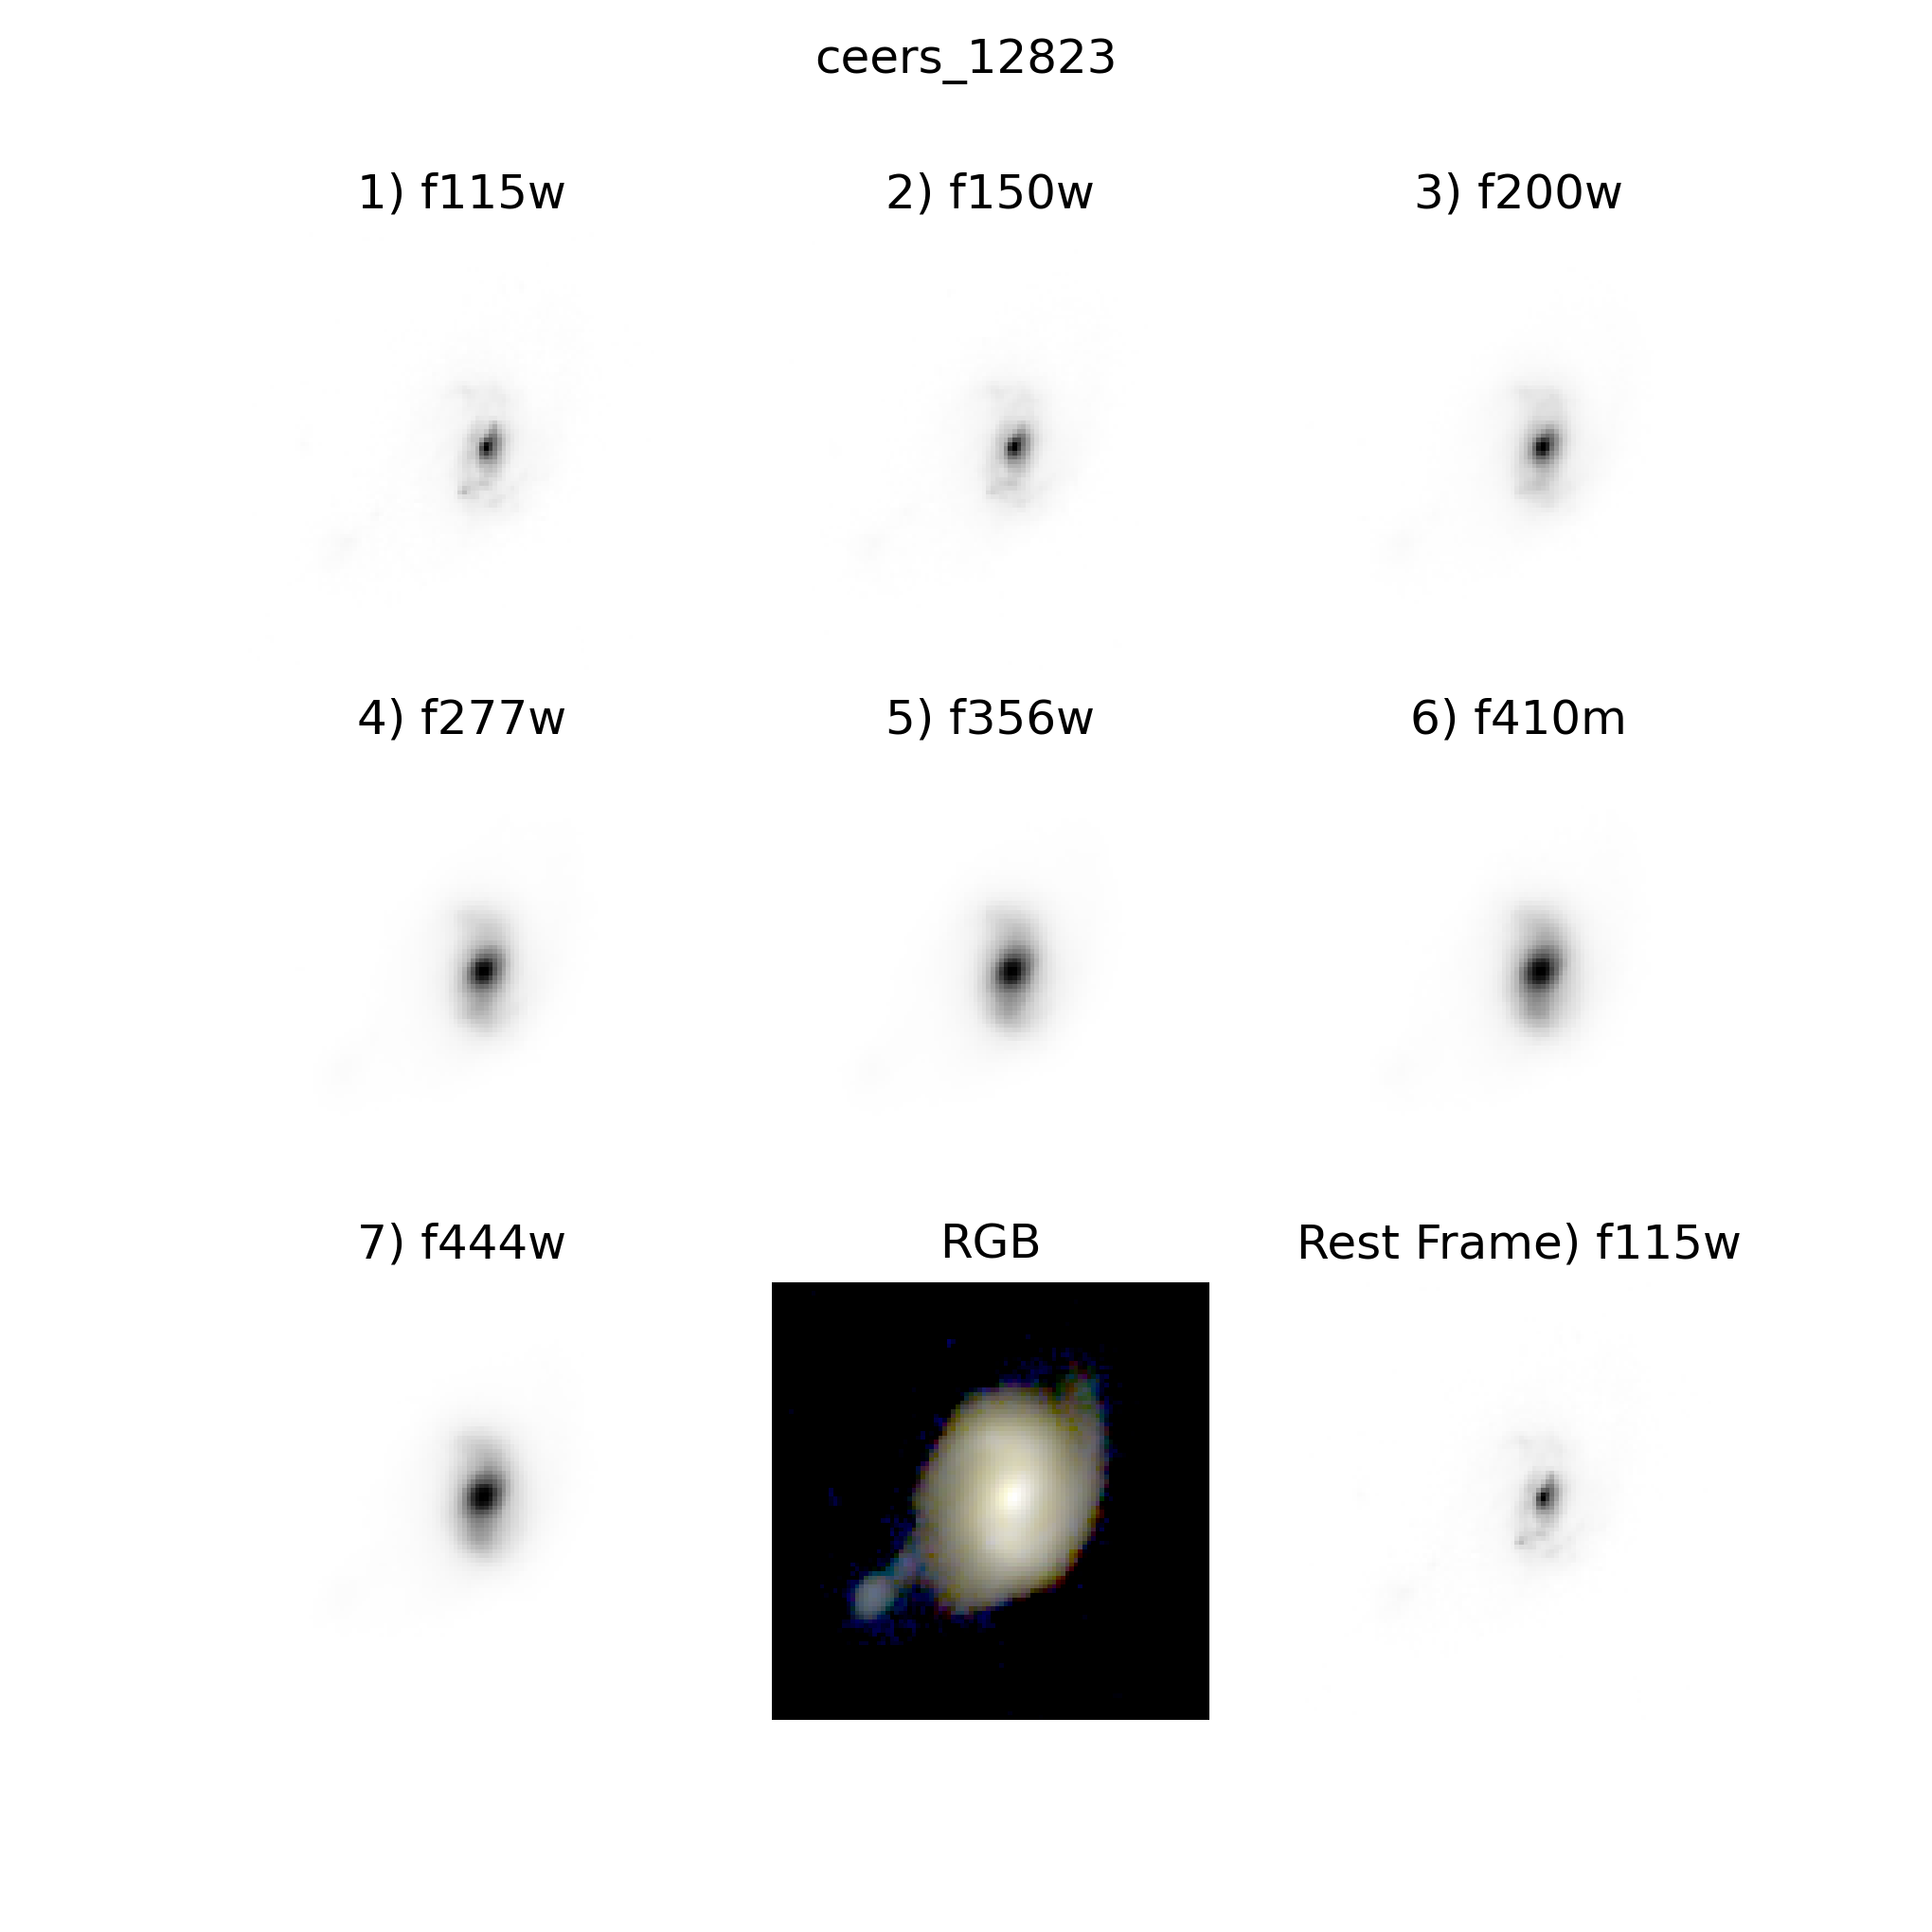 ceers_12823
1) f115w
2) f150w
3) f200w
4) f277w
5) f356w
6) f410m
7) f444w
RGB
Rest Frame) f115w